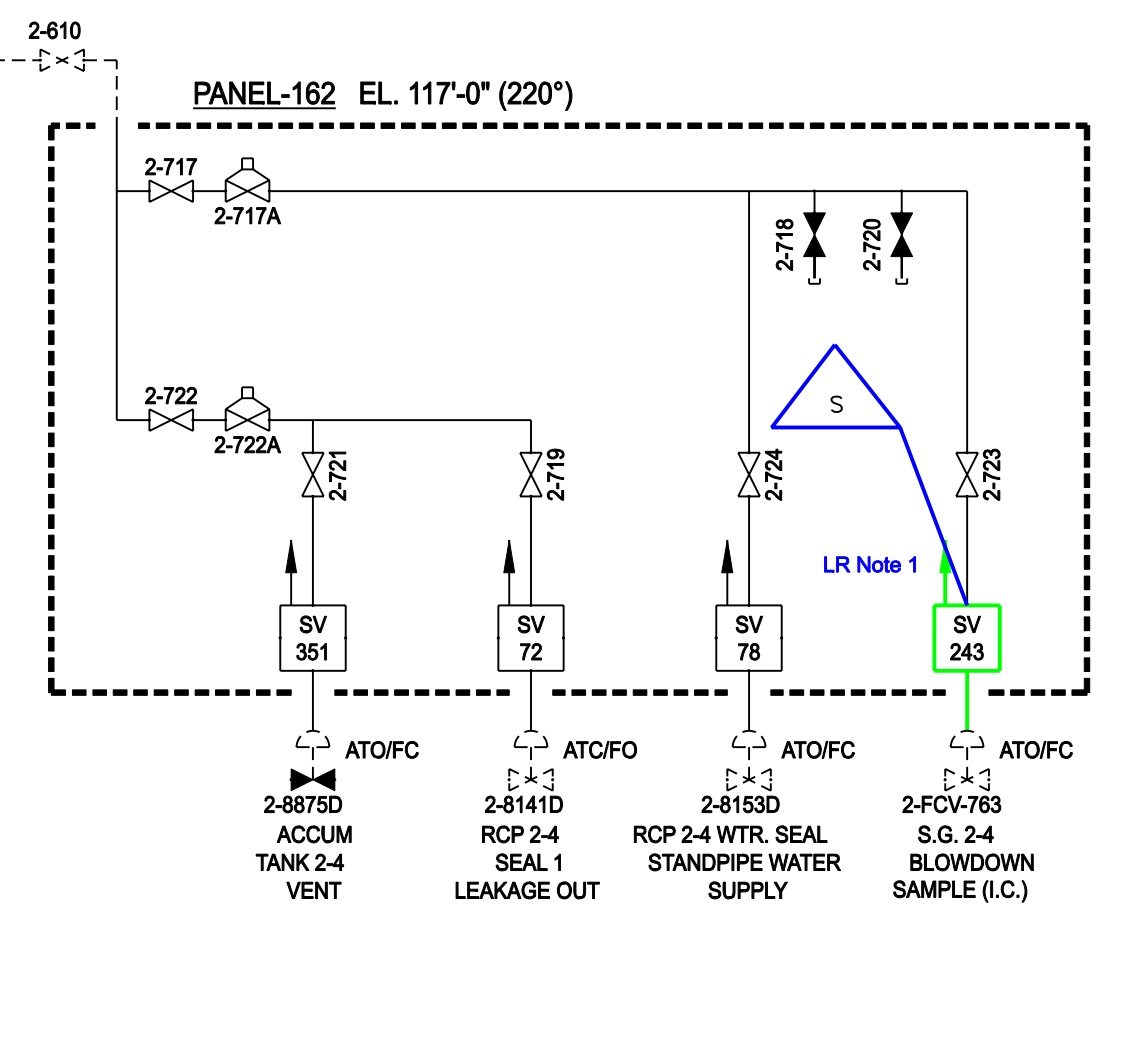 2-610
PANEL-162 EL. 117'-0" (220°)
2-717
2-717A
2-718
2-720
S
2-722
2-722A
2-721
2-719
2-724
2-723
LR Note 1
SV
351
SV
72
SV
78
SV
243
ATO/FC
ATC/FO
ATO/FC
ATO/FC
2-8875D
ACCUM
TANK 2-4
VENT
2-8141D
RCP 2-4
SEAL 1
LEAKAGE OUT
2-8153D
RCP 2-4 WTR. SEAL
STANDPIPE WATER
SUPPLY
2-FCV-763
S.G. 2-4
BLOWDOWN
SAMPLE (I.C.)